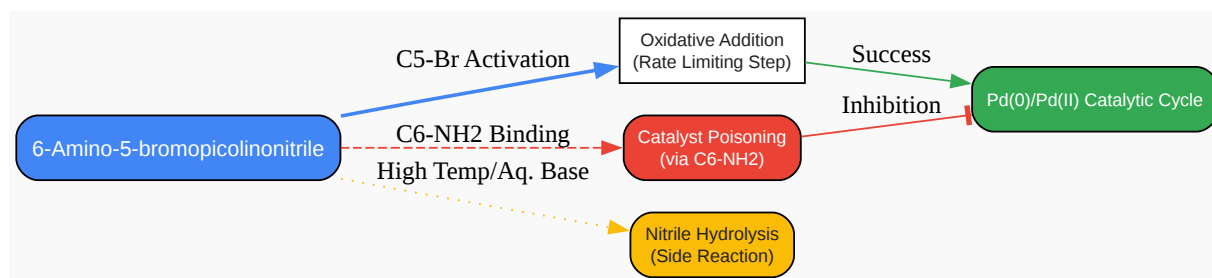 6-Amino-5-bromopicolinonitrile
C5-Br Activation
C6-NH2 Binding
High Temp/Aq. Base
Oxidative Addition
(Rate Limiting Step)
Catalyst Poisoning
(via C6-NH2)
Nitrile Hydrolysis
(Side Reaction)
Success
Inhibition
Pd(0)/Pd(II) Catalytic Cycle